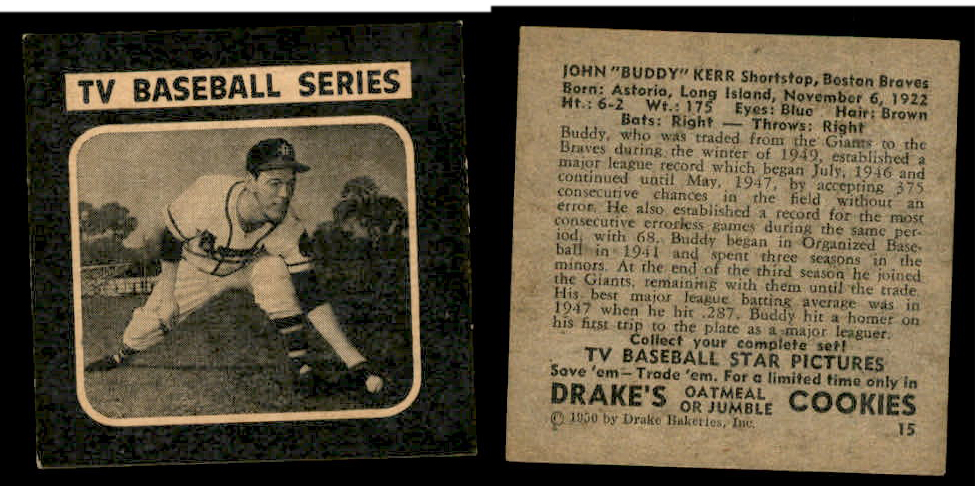 TV BASEBALL SERIES
JOHN "BUDDY" KERR Shortstop, Boston Braves
Born: Astoria, Long Island, November 6, 1922
Ht.: 6-2 Wt.: 175 Eyes: Blue Hair: Brown
Bats: Right — Throws: Right
Buddy, who was traded from the Giants to the
Braves during the winter of 1949, established a
major league record which began July, 1946 and
continued until May, 1947, by accepting 375
consecutive chances in the field without an
error. He also established a record for the most
consecutive errorless games during the same per-
iod, with 68. Buddy began in Organized Base-
ball in 1941 and spent three seasons in the
minors. At the end of the third season he joined
the Giants, remaining with them until the trade.
His best major league batting average was in
1947 when he hit .287. Buddy hit a homer on
his first trip to the plate as a major leaguer.
Collect your complete set!
TV BASEBALL STAR PICTURES
Save 'em—Trade 'em. For a limited time only in
DRAKE'S OATMEAL OR JUMBLE COOKIES
© 1950 by Drake Bakeries, Inc.
15